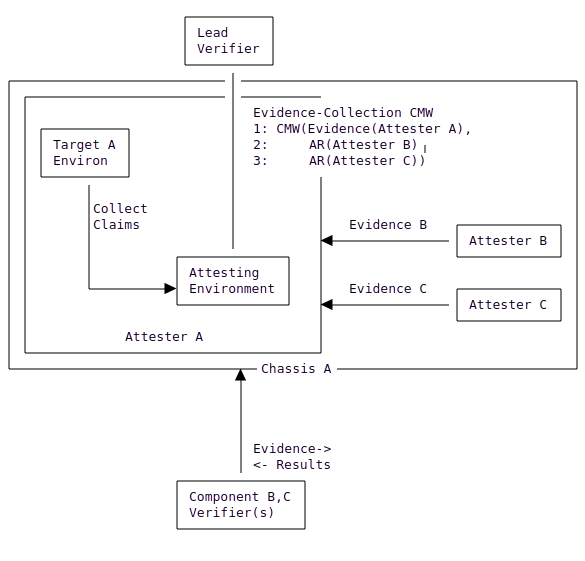 Lead
Verifier
Evidence-Collection CMW
1: CMW(Evidence(Attester A),
2:     AR(Attester B),
3:     AR(Attester C))
Target A
Environ
Collect
Claims
Evidence B
Attester B
Attesting
Environment
Evidence C
Attester C
Attester A
Chassis A
Evidence->
<- Results
Component B,C
Verifier(s)